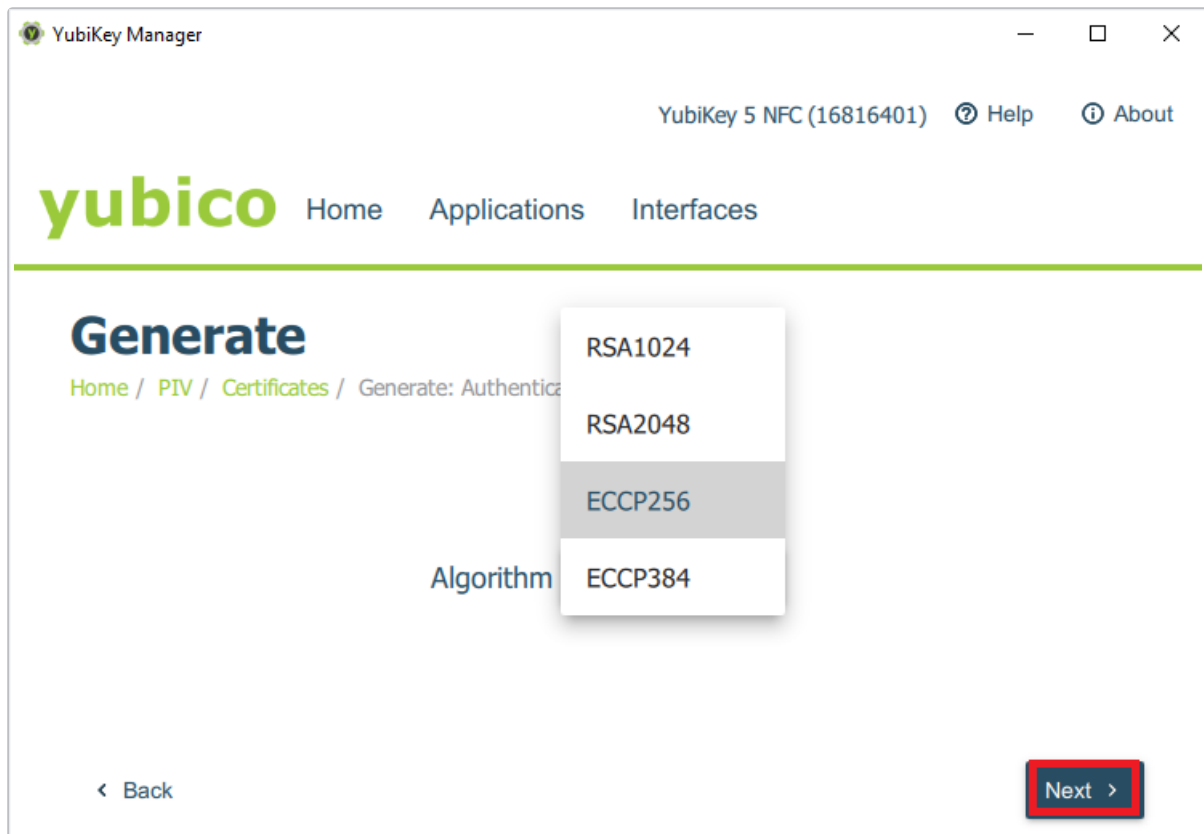 YubiKey Manager
YubiKey 5 NFC (16816401) Help About
yubico Home Applications Interfaces
Generate
Home / PIV / Certificates / Generate: Authentica
RSA1024
RSA2048
ECCP256
Algorithm ECCP384
Back Next